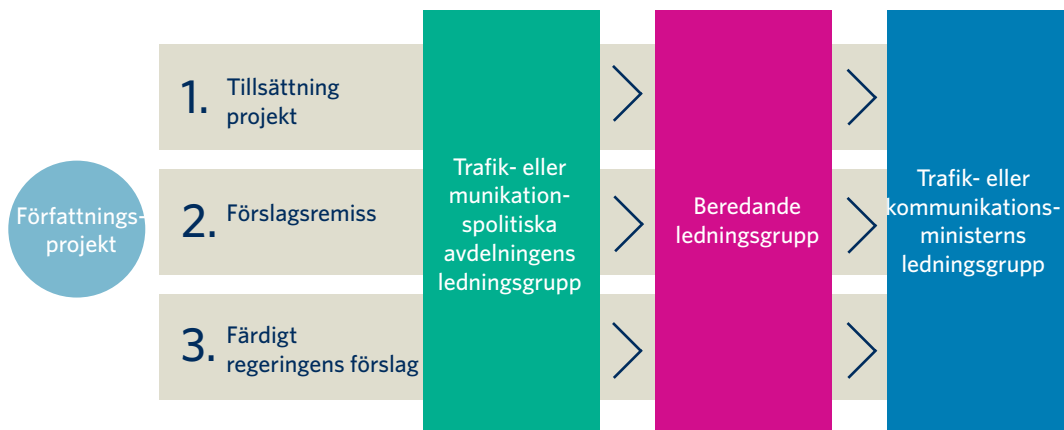 Författnings-
projekt
1. Tillsättning
projekt
2. Förslagsremiss
3. Färdigt
regeringens förslag
Trafik- eller
munikation-
spolitiska
avdelningens
ledningsgrupp
Beredande
ledningsgrupp
Trafik- eller
kommunikations-
ministerns
ledningsgrupp